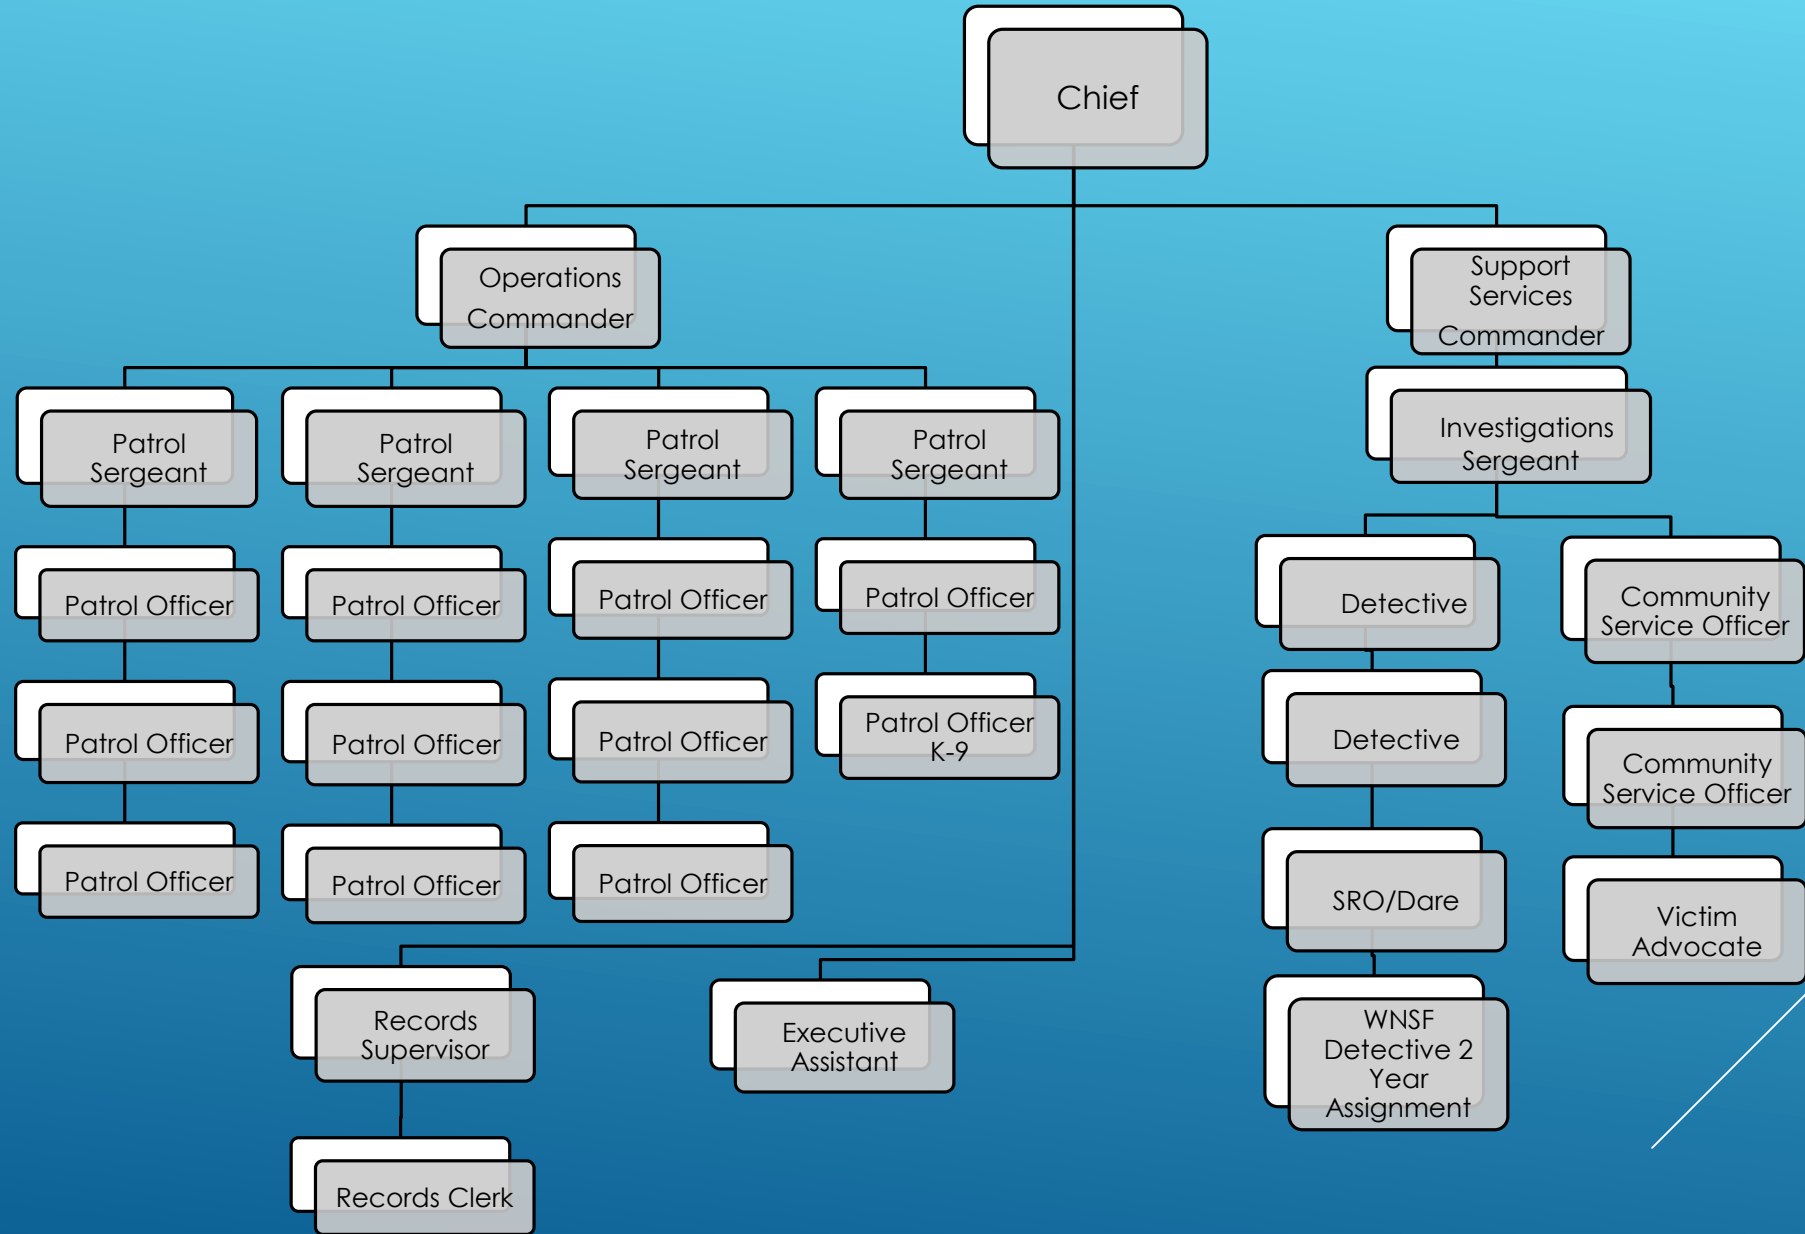 Chief
Operations
Commander
Support
Services
Commander
Patrol
Sergeant
Patrol
Sergeant
Patrol
Sergeant
Patrol
Sergeant
Investigations
Sergeant
Patrol Officer
Patrol Officer
Patrol Officer
Patrol Officer
Detective
Community
Service Officer
Patrol Officer
Patrol Officer
Patrol Officer
Patrol Officer
K-9
Detective
Community
Service Officer
Patrol Officer
Patrol Officer
Patrol Officer
SRO/Dare
Victim
Advocate
Records
Supervisor
Executive
Assistant
WNSF
Detective 2
Year
Assignment
Records Clerk